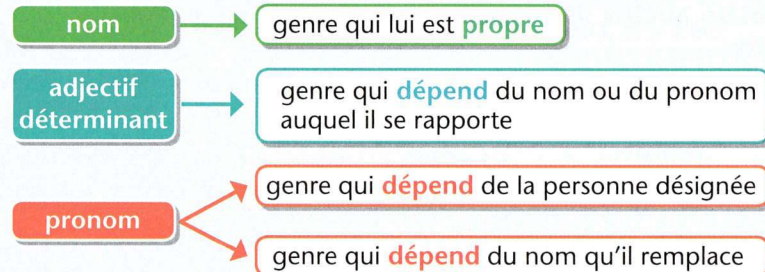 nom
genre qui lui est propre
adjectif
déterminant
genre qui dépend du nom ou du pronom
auquel il se rapporte
pronom
genre qui dépend de la personne désignée
genre qui dépend du nom qu'il remplace